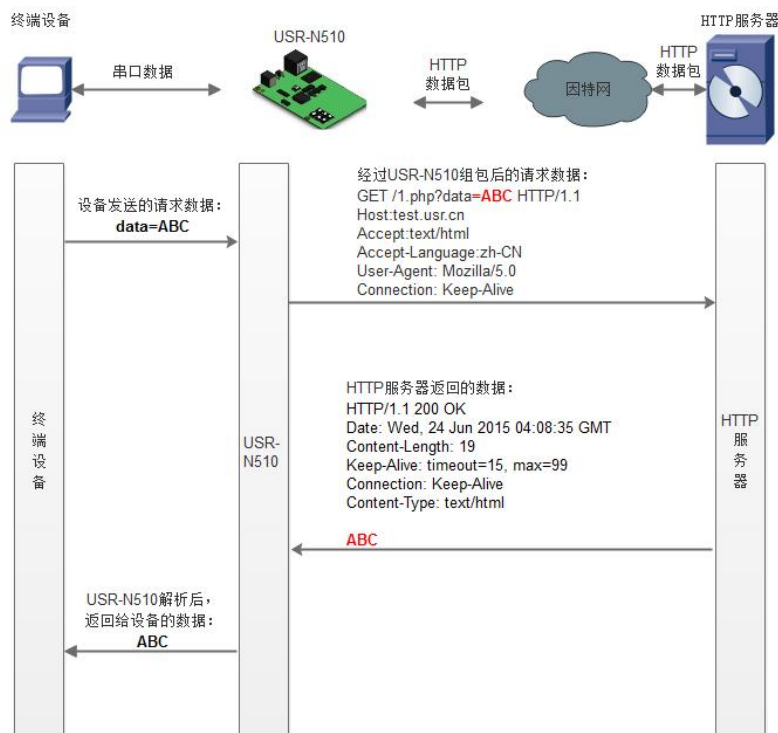 终端设备
HTTP服务器
USR-N510
串口数据
HTTP
数据包
因特网
HTTP
数据包
设备发送的请求数据:
data=ABC
经过USR-N510组包后的请求数据:
GET /1.php?data=ABC HTTP/1.1
Host:test.usr.cn
Accept:text/html
Accept-Language:zh-CN
User-Agent: Mozilla/5.0
Connection: Keep-Alive
HTTP服务器返回的数据:
HTTP/1.1 200 OK
Date: Wed, 24 Jun 2015 04:08:35 GMT
Content-Length: 19
Keep-Alive: timeout=15, max=99
Connection: Keep-Alive
Content-Type: text/html
ABC
终
端
设
备
USR-
N510
HTTP
服
务
器
USR-N510解析后,
返回给设备的数据:
ABC